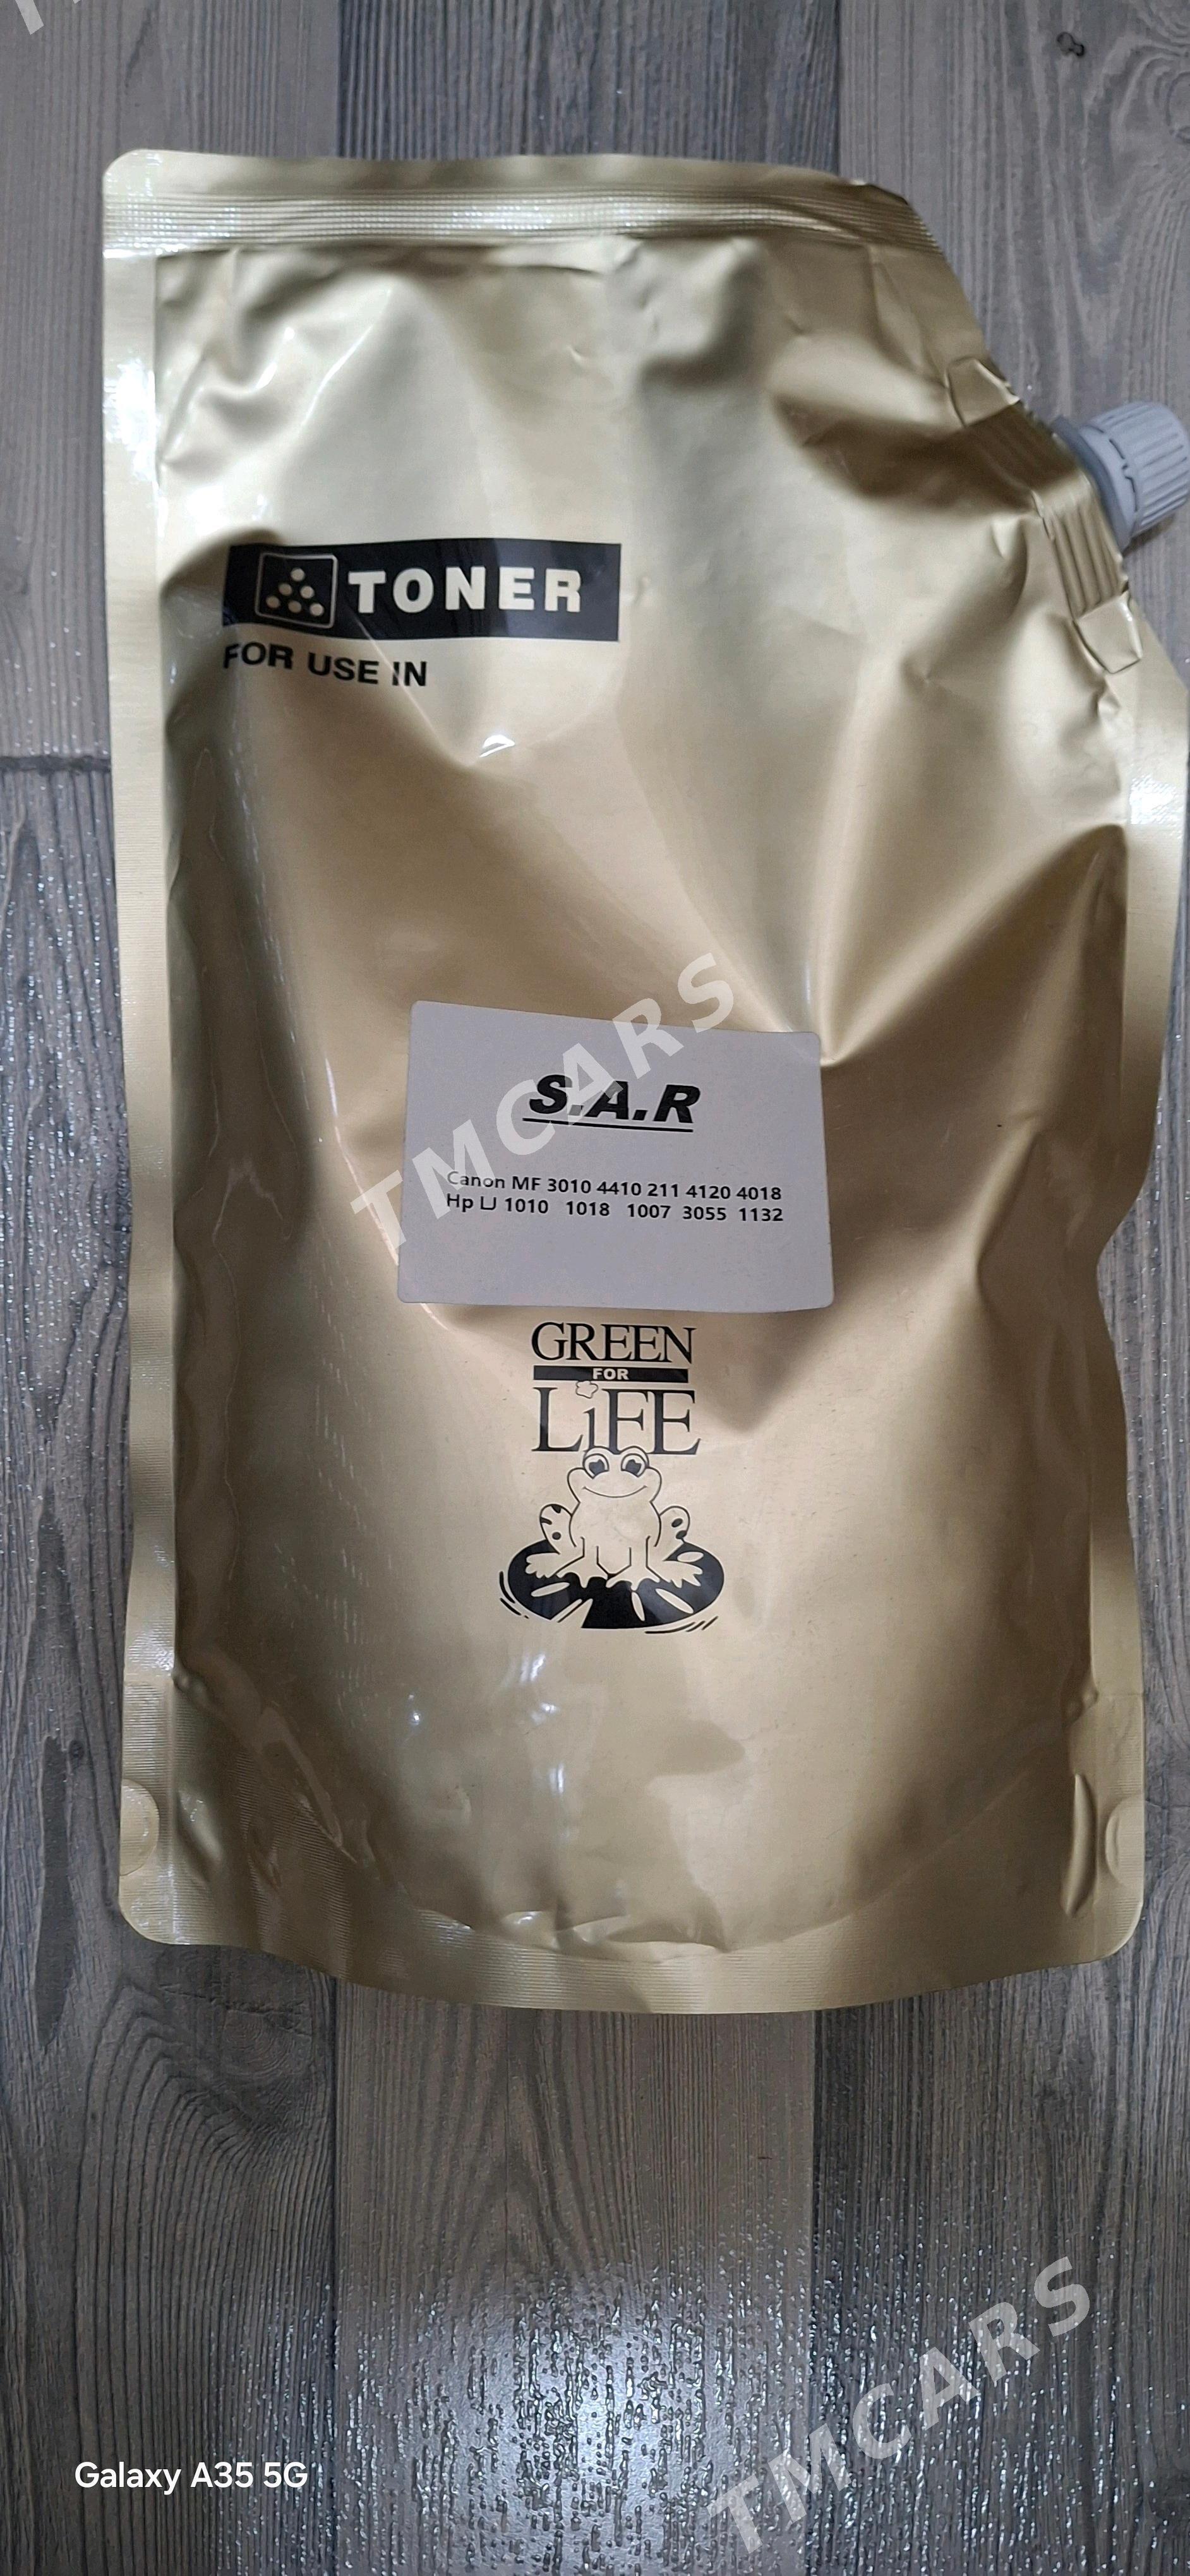 TONER
FOR USE IN
TMCARS
S.A.R
Canon MF 3010 4410 211 4120 4018
Hp LJ 1010 1018 1007 3055 1132
GREEN
FOR
LiFE
Galaxy A35 5G
TMCARS